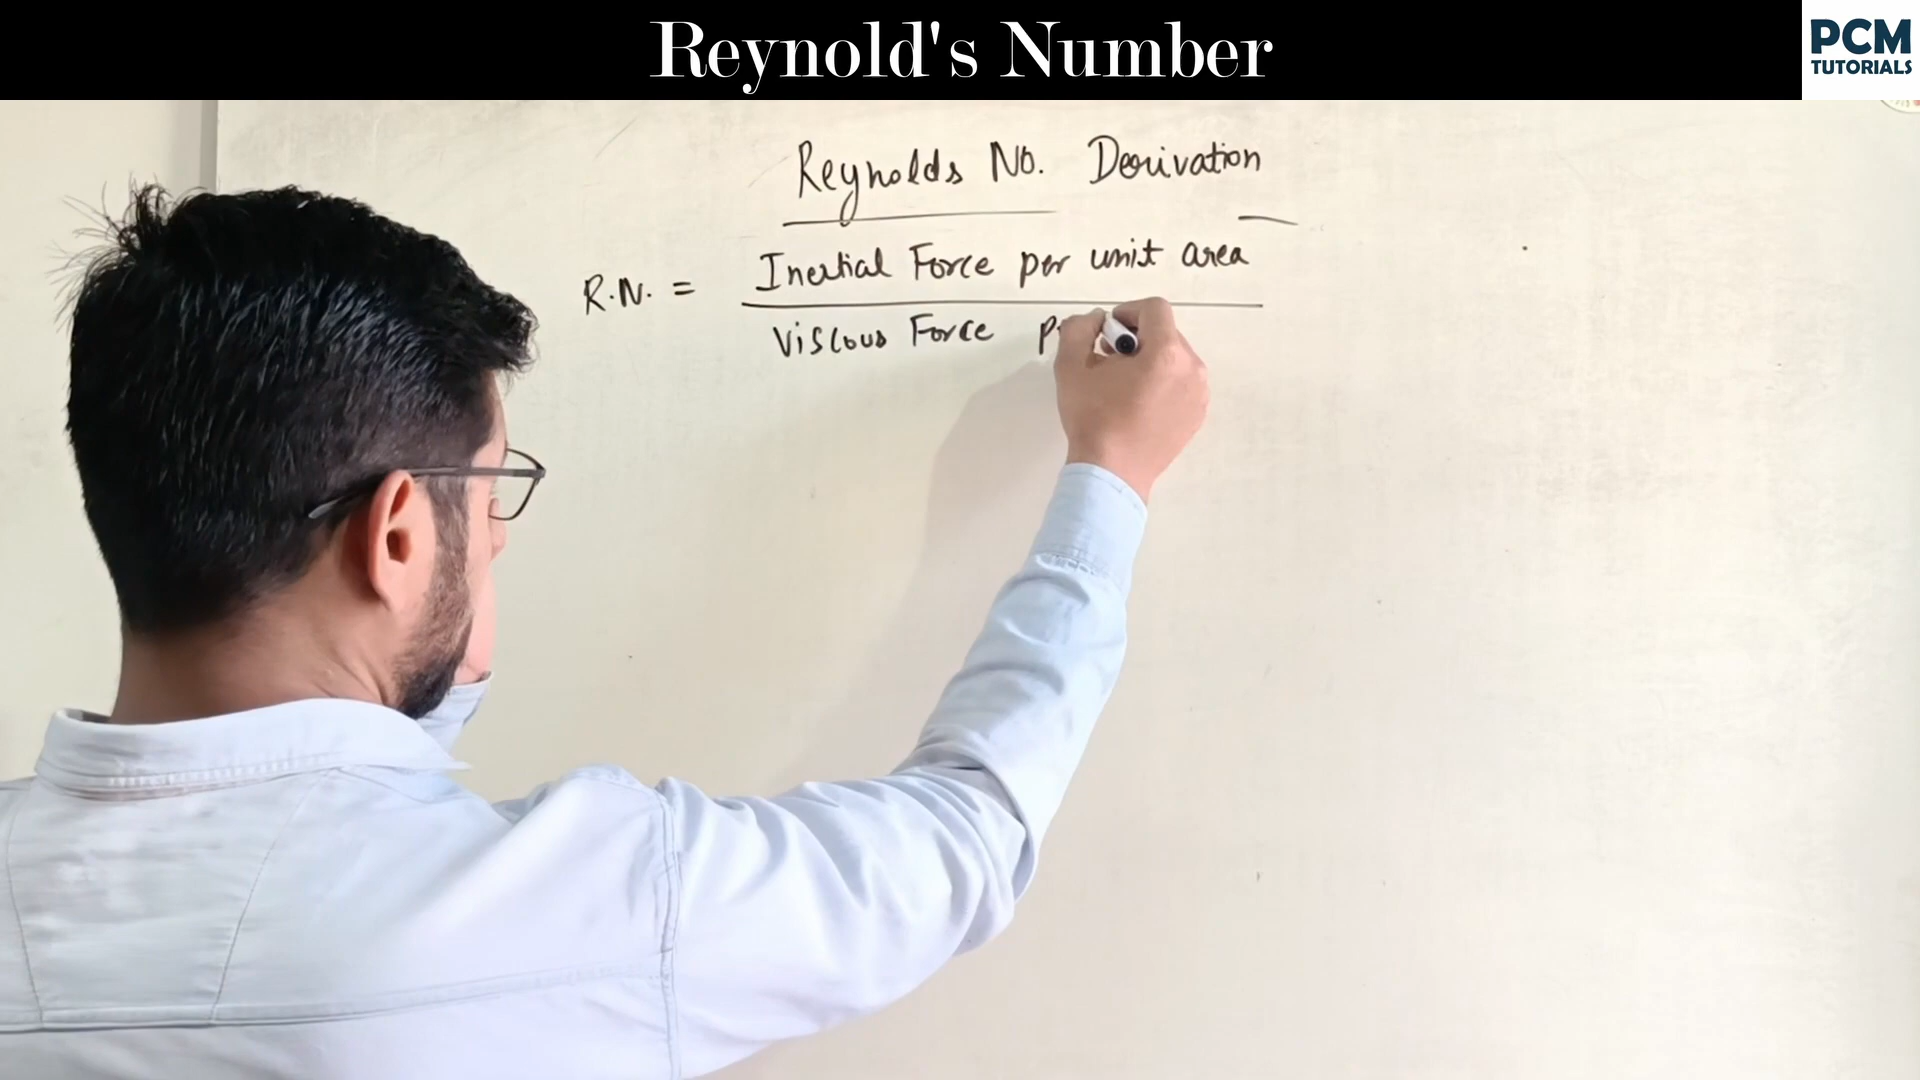 Reynold's Number
PCM
TUTORIALS
Reynolds No. Derivation
R.N. =
Inertial Force per unit area
Viscous Force